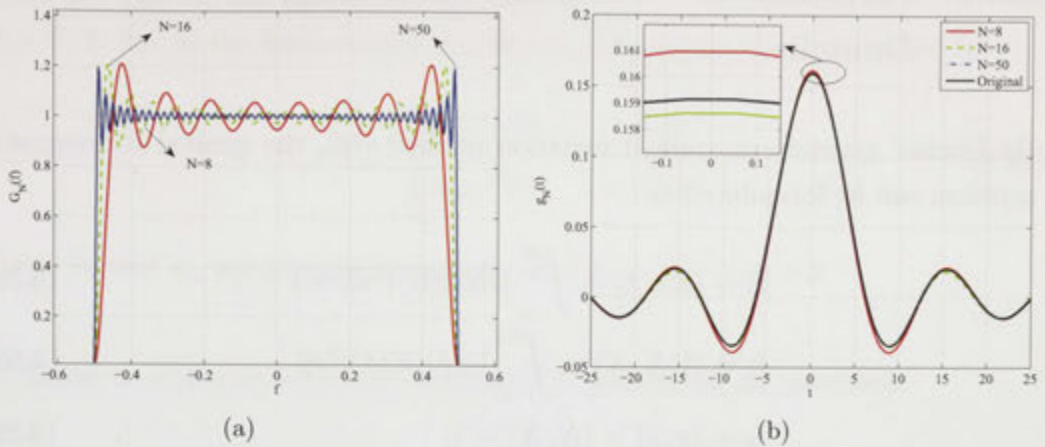 N=16
N=50
N=8
1.4
1.2
1
0.8
0.6
0.4
0.2
G_N(f)
−0.6
−0.4
−0.2
0
0.2
0.4
0.6
f
(a)
0.2
0.15
0.1
0.05
0
−0.05
g_N(t)
0.161
0.16
0.159
0.158
−0.1
0
0.1
N=8
N=16
N=50
Original
−25
−20
−15
−10
−5
0
5
10
15
20
25
t
(b)